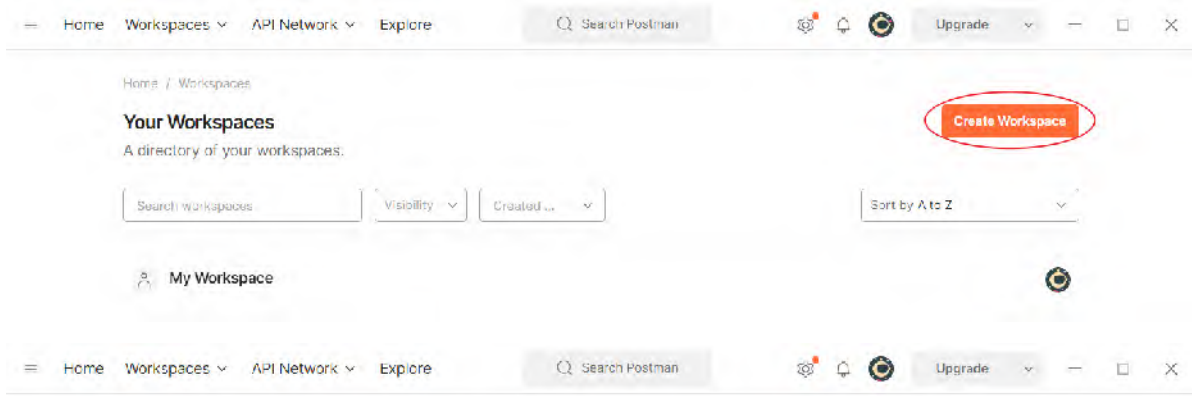 Home Workspaces API Network Explore Search Postman Upgrade
Home / Workspaces
Your Workspaces
Create Workspace
A directory of your workspaces.
Search workspaces Visibility Created ... Sort by A to Z
My Workspace
Home Workspaces API Network Explore Search Postman Upgrade